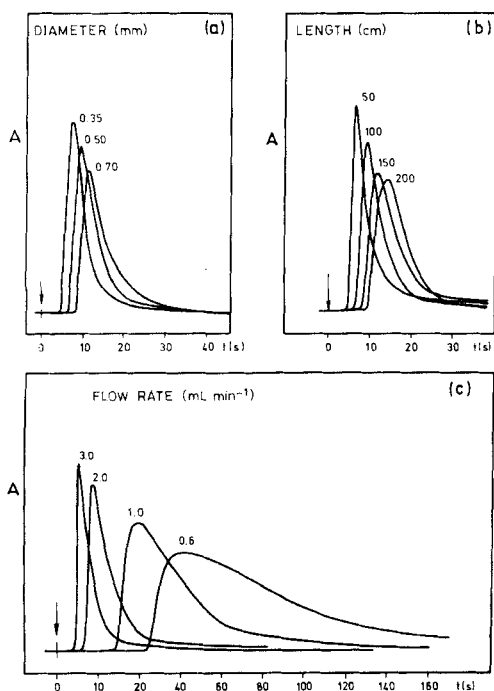 DIAMETER (mm) (a)
A
0.35
0.50
0.70
0 10 20 30 40 t(s)
LENGTH (cm) (b)
A
50
100
150
200
0 10 20 30 t(s)
FLOW RATE (mL min⁻¹) (c)
A
3.0
2.0
1.0
0.6
0 20 40 60 80 100 120 140 160 t(s)